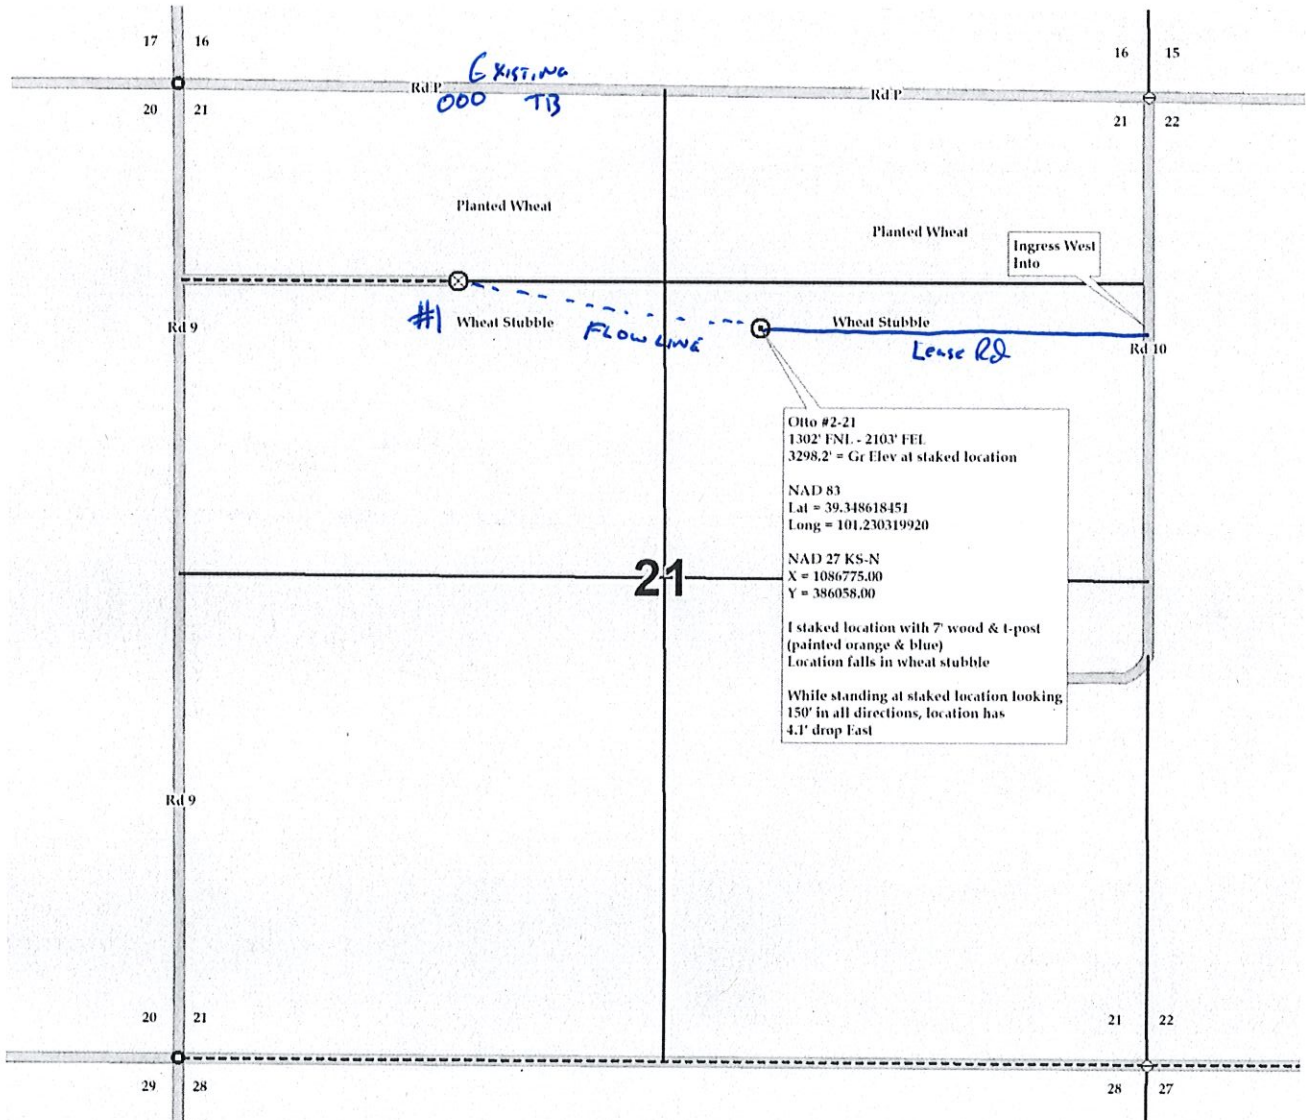 17 16
16 15
Existing
Rd P
Rd P
000 TB
20 21
21 22
Planted Wheat
Planted Wheat
Ingress West
Into
#1
Wheat Stubble
Wheat Stubble
Rd 9
Flow Line
Lease Rd
Rd 10
Otto #2-21
1302' FNL - 2103' FEL
3298.2' = Gr Elev at staked location
NAD 83
Lat = 39.348618451
Long = 101.230319920
NAD 27 KS-N
X = 1086775.00
Y = 386058.00
21
I staked location with 7' wood & t-post
(painted orange & blue)
Location falls in wheat stubble
While standing at staked location looking
150' in all directions, location has
4.1' drop East
Rd 9
20 21
21 22
29 28
28 27